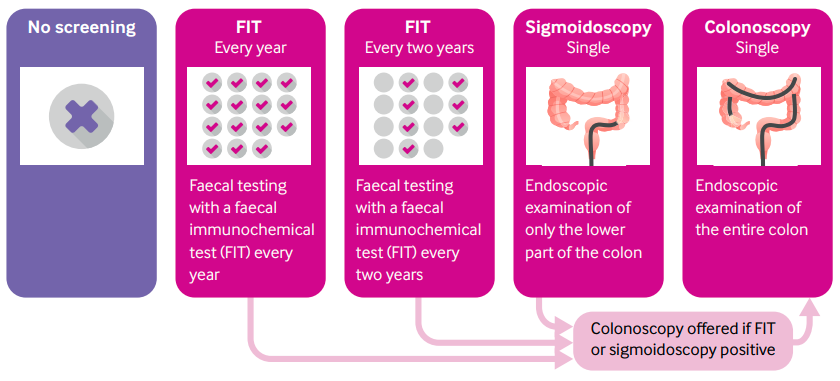 No screening
FIT
Every year
Faecal testing
with a faecal
immunochemical
test (FIT) every
year
FIT
Every two years
Faecal testing
with a faecal
immunochemical
test (FIT) every
two years
Sigmoidoscopy
Single
Endoscopic
examination of
only the lower
part of the colon
Colonoscopy
Single
Endoscopic
examination of
the entire colon
Colonoscopy offered if FIT
or sigmoidoscopy positive